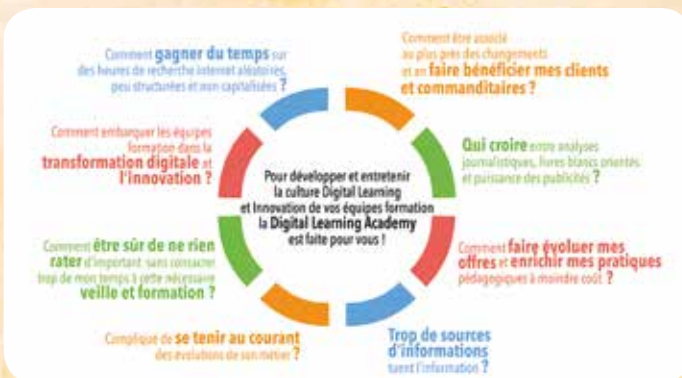 Comment gagner du temps sur
des heures de recherche internet aléatoires,
peu structurées et non capitalisées ?
Comment être associé
au plus près des changements
et en faire bénéficier mes clients
et commanditaires ?
Comment embarquer les équipes
formation dans la
transformation digitale et
l'innovation ?
Qui croire entre analyses
journalistiques, livres blancs orientés
et puissance des publicités ?
Pour développer et entretenir
la culture Digital Learning
et Innovation de vos équipes formation
la Digital Learning Academy
est faite pour vous !
Comment être sûr de ne rien
rater d'important sans consacrer
trop de mon temps à cette nécessaire
veille et formation ?
Comment faire évoluer mes
offres et enrichir mes pratiques
pédagogiques à moindre coût ?
Compliqué de se tenir au courant
des évolutions de son métier ?
Trop de sources
d'informations
tuent l'information ?